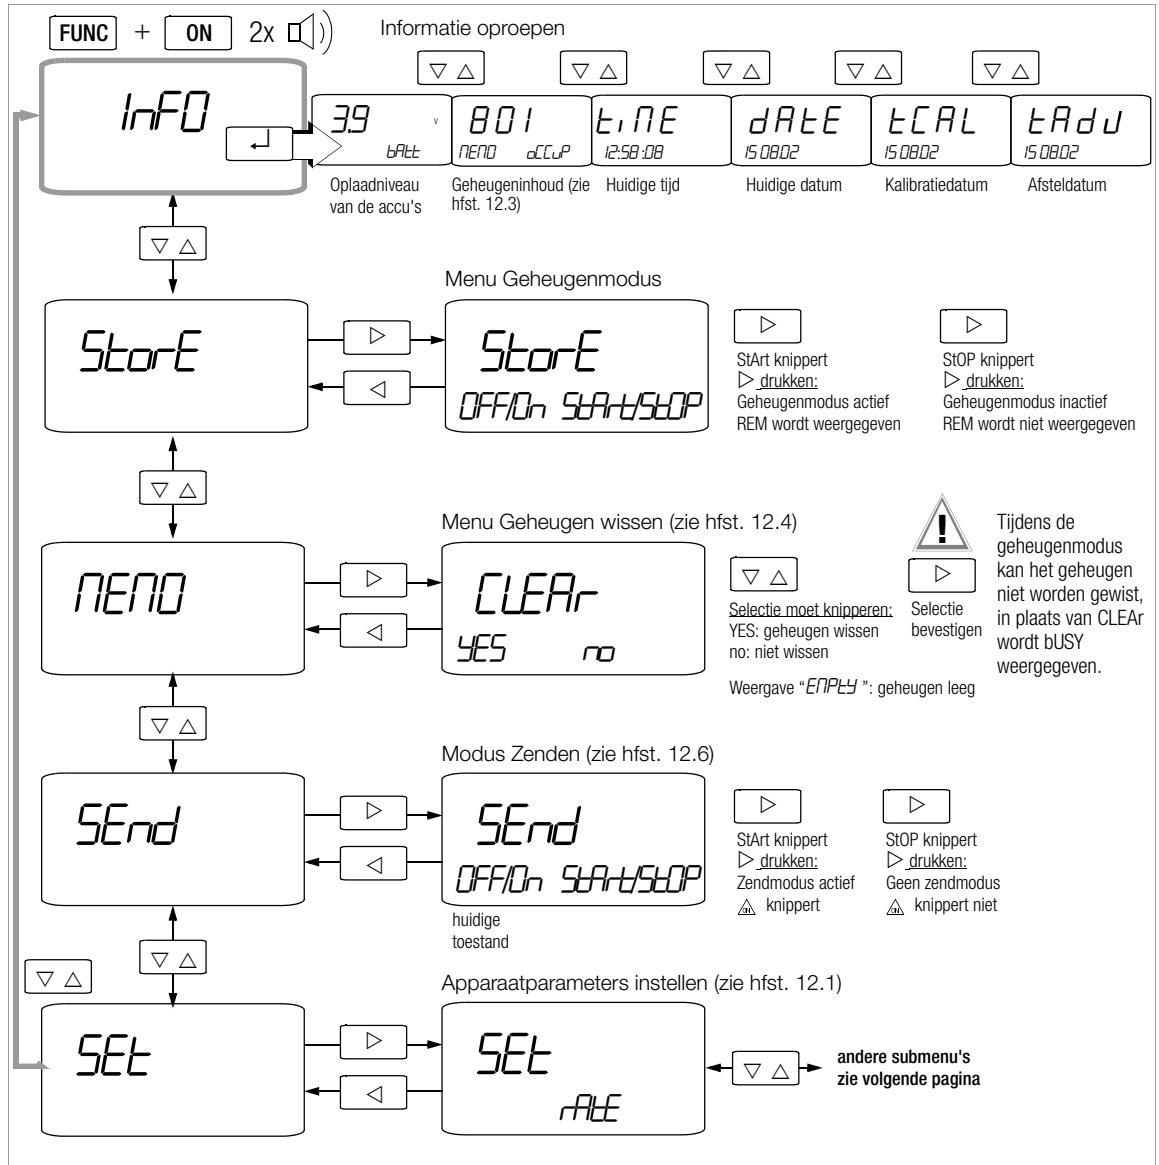 FUNC + ON 2x Informatie oproepen
InFO
3.9 V
bAtt
801
MEMO oCCuP
tiME
12:58:08
dAtE
15.08.02
tCAL
15.08.02
tAdJ
15.08.02
Oplaadniveau
van de accu's
Geheugeninhoud (zie
hfst. 12.3)
Huidige tijd
Huidige datum
Kalibratiedatum
Afsteldatum
Menu Geheugenmodus
StorE
StorE
OFF/On StArt/StOP
StArt knippert
▷ drukken:
Geheugenmodus actief
REM wordt weergegeven
StOP knippert
▷ drukken:
Geheugenmodus inactief
REM wordt niet weergegeven
Menu Geheugen wissen (zie hfst. 12.4)
MEMO
CLEAr
YES no
Selectie moet knipperen:
YES: geheugen wissen
no: niet wissen
Weergave “EMPtY ”: geheugen leeg
Selectie
bevestigen
Tijdens de
geheugenmodus
kan het geheugen
niet worden gewist,
in plaats van CLEAr
wordt bUSY
weergegeven.
Modus Zenden (zie hfst. 12.6)
SEnd
SEnd
OFF/On StArt/StOP
huidige
toestand
StArt knippert
▷ drukken:
Zendmodus actief
ON knippert
StOP knippert
▷ drukken:
Geen zendmodus
ON knippert niet
Apparaatparameters instellen (zie hfst. 12.1)
SEt
SEt
rAtE
andere submenu's
zie volgende pagina